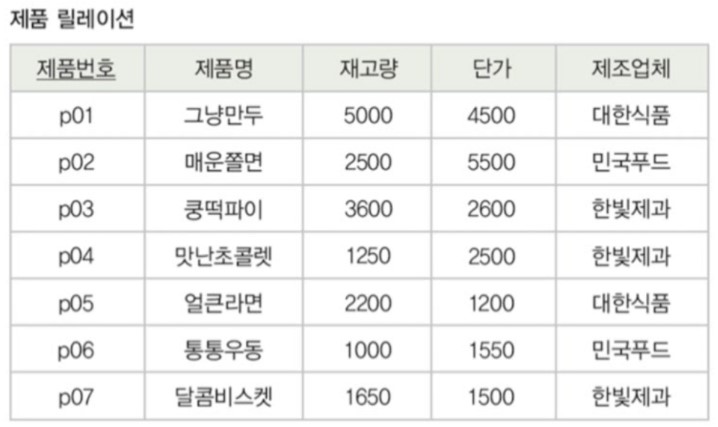 제품 릴레이션
제품번호 제품명 재고량 단가 제조업체
p01 그냥만두 5000 4500 대한식품
p02 매운쫄면 2500 5500 민국푸드
p03 쿵떡파이 3600 2600 한빛제과
p04 맛난초콜렛 1250 2500 한빛제과
p05 얼큰라면 2200 1200 대한식품
p06 통통우동 1000 1550 민국푸드
p07 달콤비스켓 1650 1500 한빛제과